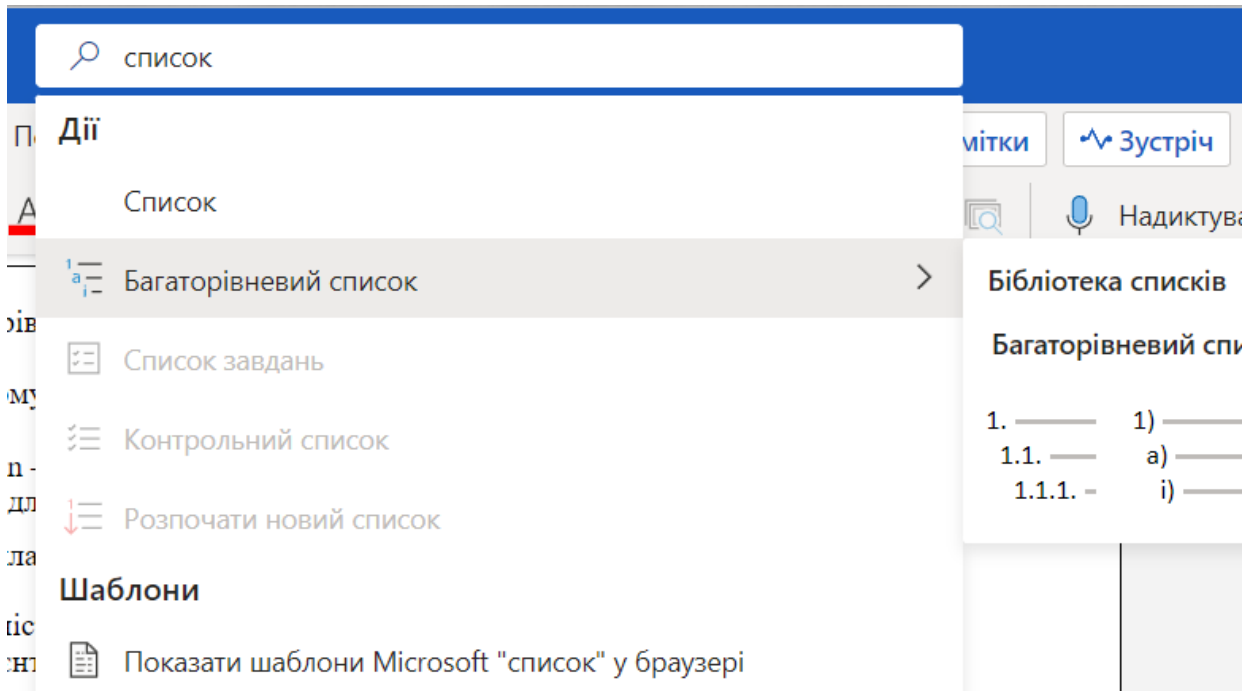 список
Дії
мітки
Зустріч
Список
Надиктува
Багаторівневий список
Бібліотека списків
Список завдань
Багаторівневий спи
Контрольний список
1. 1)
1.1. a)
1.1.1. i)
Розпочати новий список
Шаблони
Показати шаблони Microsoft "список" у браузері